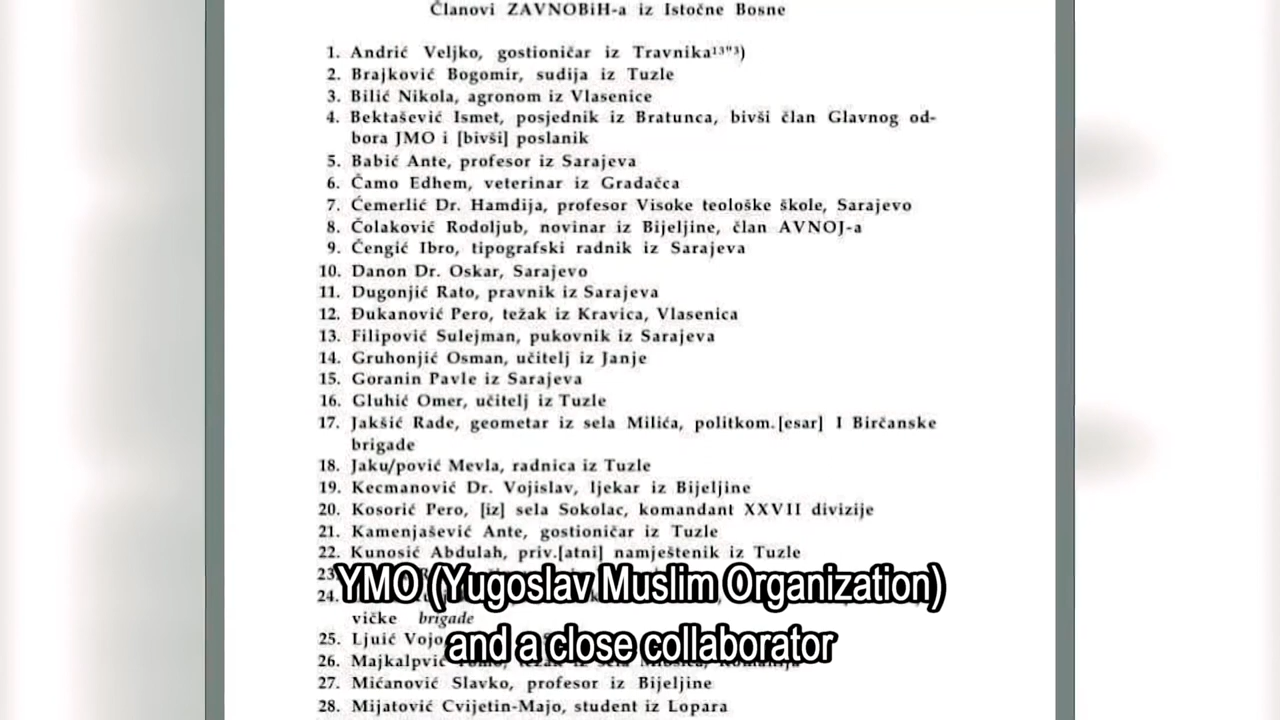 Članovi ZAVNOBiH-a iz Istočne Bosne
1. Andrić Veljko, gostioničar iz Travnika¹³"³)
2. Brajković Bogomir, sudija iz Tuzle
3. Bilić Nikola, agronom iz Vlasenice
4. Bektašević Ismet, posjednik iz Bratunca, bivši član Glavnog od-
bora JMO i [bivši] poslanik
5. Babić Ante, profesor iz Sarajeva
6. Čamo Edhem, veterinar iz Gradačca
7. Ćemerlić Dr. Hamdija, profesor Visoke teološke škole, Sarajevo
8. Čolaković Rodoljub, novinar iz Bijeljine, član AVNOJ-a
9. Čengić Ibro, tipografski radnik iz Sarajeva
10. Danon Dr. Oskar, Sarajevo
11. Dugonjić Rato, pravnik iz Sarajeva
12. Đukanović Pero, težak iz Kravica, Vlasenica
13. Filipović Sulejman, pukovnik iz Sarajeva
14. Gruhonjić Osman, učitelj iz Janje
15. Goranin Pavle iz Sarajeva
16. Gluhić Omer, učitelj iz Tuzle
17. Jakšić Rade, geometar iz sela Milića, politkom.[esar] I Birčanske
brigade
18. Jaku/pović Mevla, radnica iz Tuzle
19. Kecmanović Dr. Vojislav, ljekar iz Bijeljine
20. Kosorić Pero, [iz] sela Sokolac, komandant XXVII divizije
21. Kamenjašević Ante, gostioničar iz Tuzle
22. Kunosić Abdulah, priv.[atni] namještenik iz Tuzle
23
YMO (Yugoslav Muslim Organization)
24.
vičke brigade
25. Ljuić Vojo
and a close collaborator
26. Majkalpvić
27. Mićanović Slavko, profesor iz Bijeljine
28. Mijatović Cvijetin-Majo, student iz Lopara